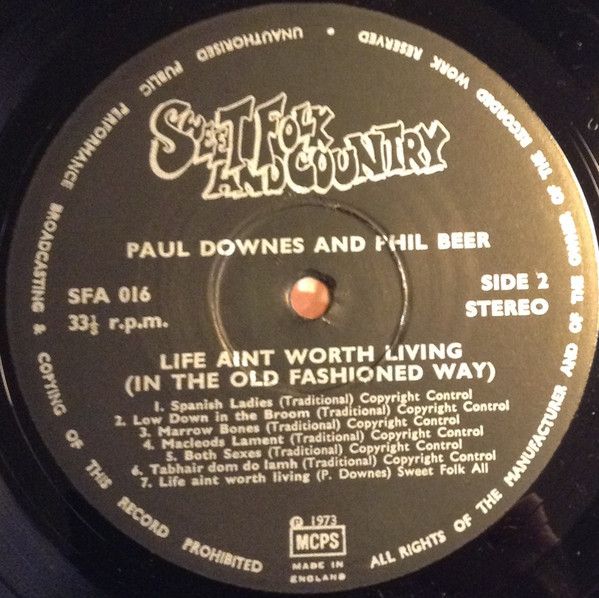 UNAUTHORISED PUBLIC PERFORMANCE BROADCASTING & COPYING OF THIS RECORD PROHIBITED
ALL RIGHTS OF THE MANUFACTURER AND OF THE OWNER OF THE RECORDED WORK RESERVED •
SWEET FOLK
AND COUNTRY
PAUL DOWNES AND PHIL BEER
SFA 016
SIDE 2
33⅓ r.p.m.
STEREO
LIFE AINT WORTH LIVING
(IN THE OLD FASHIONED WAY)
1. Spanish Ladies (Traditional) Copyright Control
2. Low Down in the Broom (Traditional) Copyright Control
3. Marrow Bones (Traditional) Copyright Control
4. Macleods Lament (Traditional) Copyright Control
5. Both Sexes (Traditional) Copyright Control
6. Tabhair dom do lamh (Traditional) Copyright Control
7. Life aint worth living (P. Downes) Sweet Folk All
℗ 1973
MCPS
MADE IN
ENGLAND